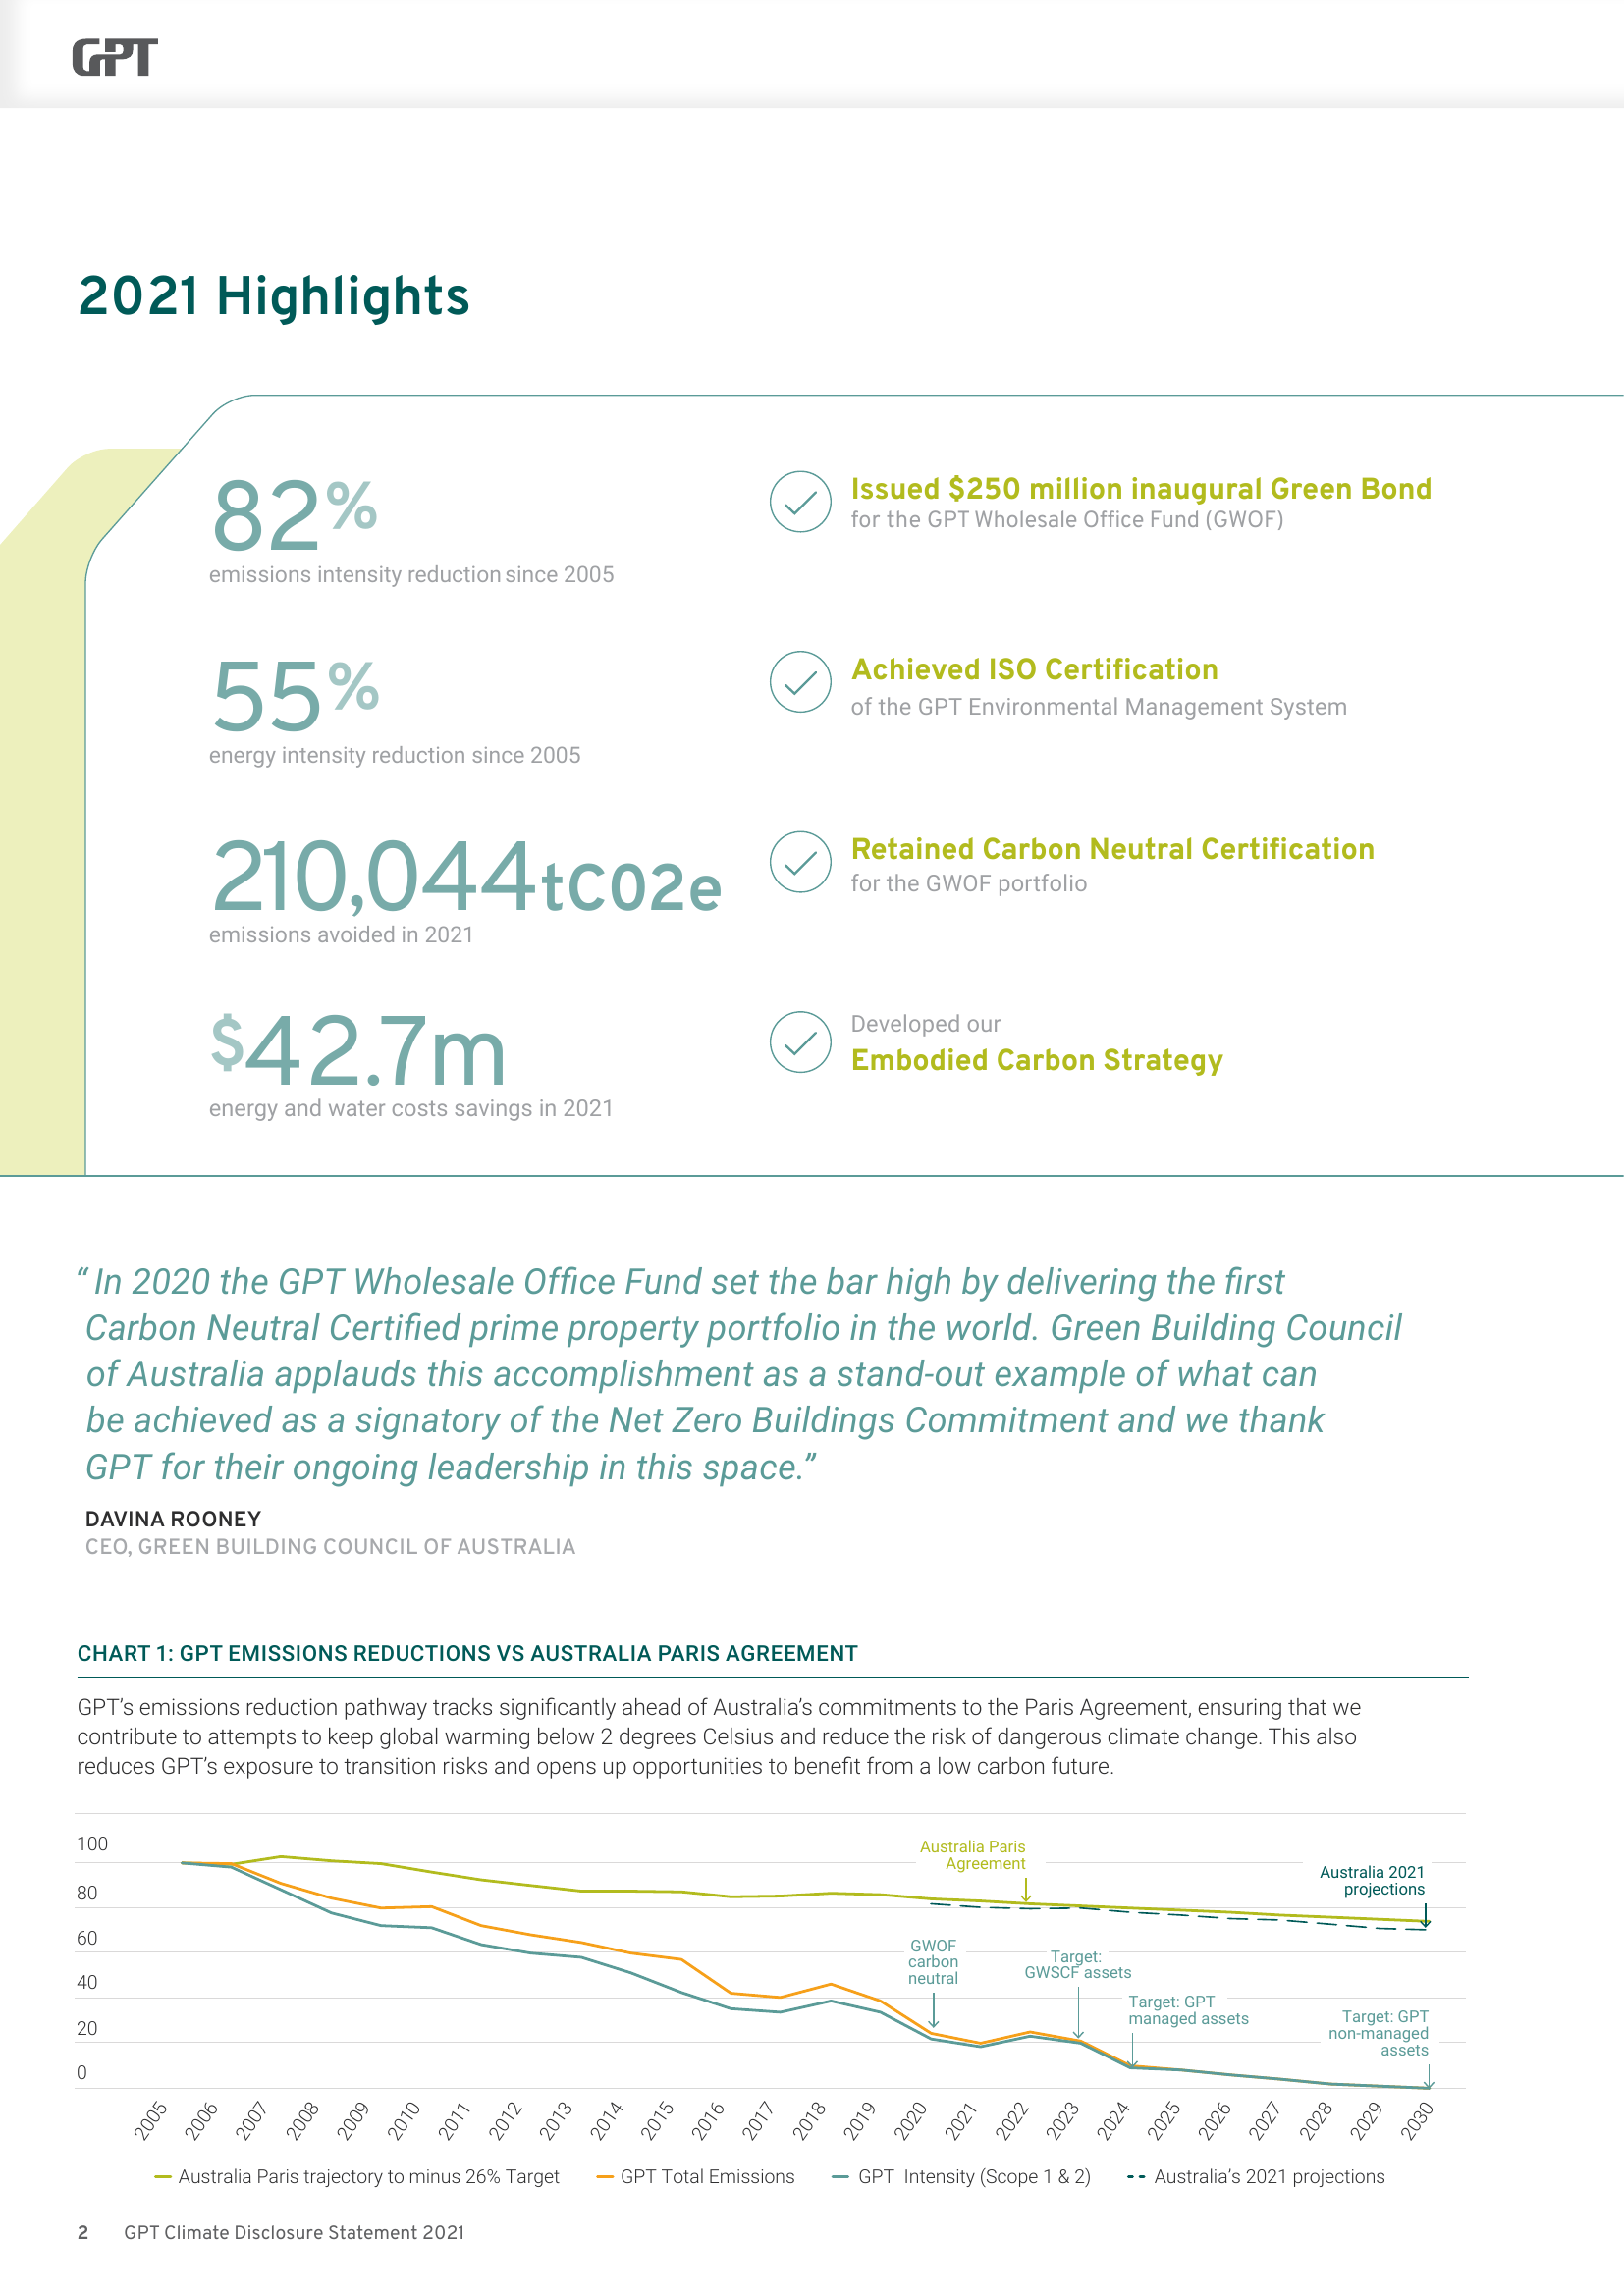 GPT
2021 Highlights
82%
emissions intensity reduction since 2005
55%
energy intensity reduction since 2005
210,044tC02e
emissions avoided in 2021
$42.7m
energy and water costs savings in 2021
Issued $250 million inaugural Green Bond
for the GPT Wholesale Office Fund (GWOF)
Achieved ISO Certification
of the GPT Environmental Management System
Retained Carbon Neutral Certification
for the GWOF portfolio
Developed our
Embodied Carbon Strategy
“In 2020 the GPT Wholesale Office Fund set the bar high by delivering the first
Carbon Neutral Certified prime property portfolio in the world. Green Building Council
of Australia applauds this accomplishment as a stand-out example of what can
be achieved as a signatory of the Net Zero Buildings Commitment and we thank
GPT for their ongoing leadership in this space.”
DAVINA ROONEY
CEO, GREEN BUILDING COUNCIL OF AUSTRALIA
CHART 1: GPT EMISSIONS REDUCTIONS VS AUSTRALIA PARIS AGREEMENT
GPT’s emissions reduction pathway tracks significantly ahead of Australia’s commitments to the Paris Agreement, ensuring that we
contribute to attempts to keep global warming below 2 degrees Celsius and reduce the risk of dangerous climate change. This also
reduces GPT’s exposure to transition risks and opens up opportunities to benefit from a low carbon future.
100
80
60
40
20
0
Australia Paris
Agreement
Australia 2021
projections
GWOF
carbon
neutral
Target:
GWSCF assets
Target: GPT
managed assets
Target: GPT
non-managed
assets
2005 2006 2007 2008 2009 2010 2011 2012 2013 2014 2015 2016 2017 2018 2019 2020 2021 2022 2023 2024 2025 2026 2027 2028 2029 2030
Australia Paris trajectory to minus 26% Target GPT Total Emissions GPT Intensity (Scope 1 & 2) Australia’s 2021 projections
2 GPT Climate Disclosure Statement 2021